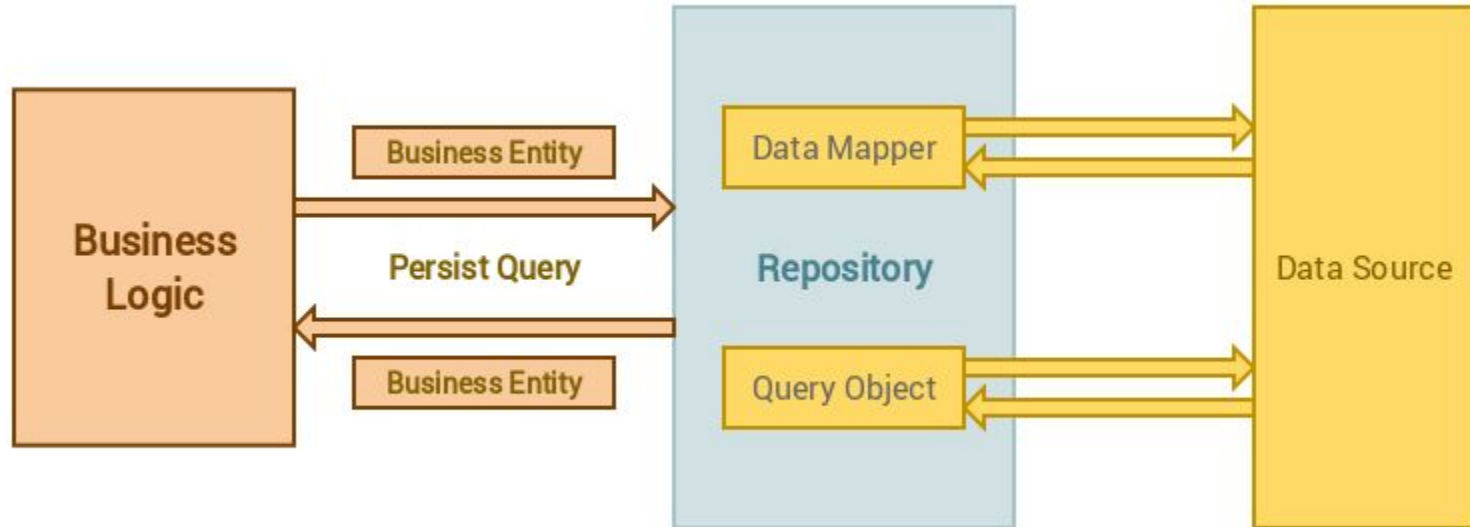 Business
Logic
Business Entity
Persist Query
Business Entity
Data Mapper
Repository
Query Object
Data Source